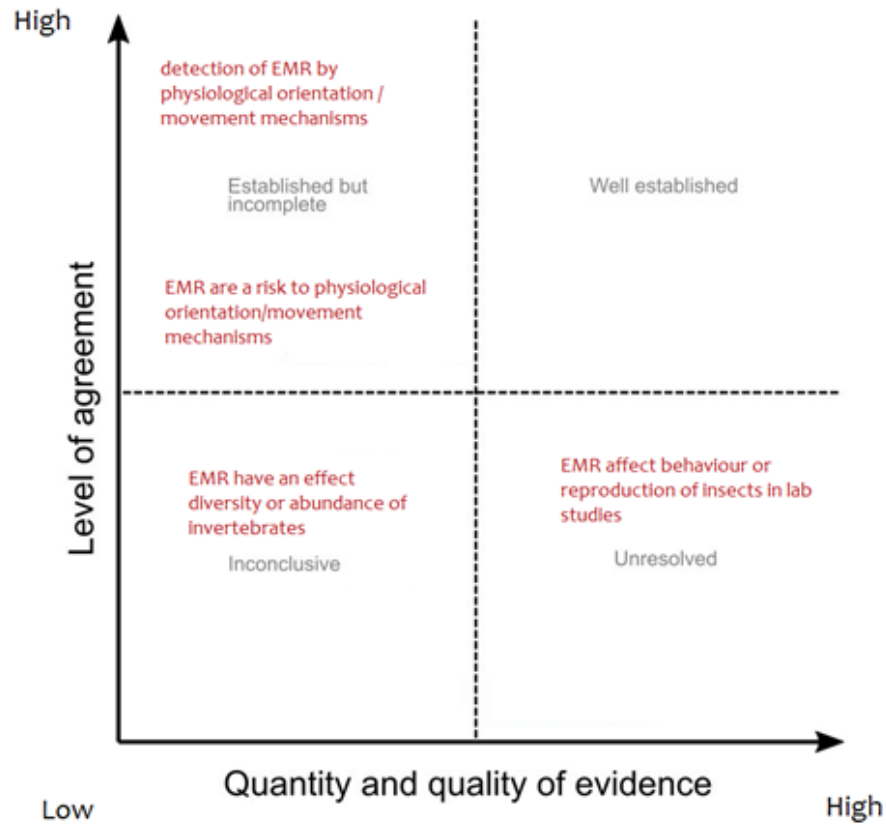 High
detection of EMR by
physiological orientation /
movement mechanisms
Established but
incomplete
Well established
EMR are a risk to physiological
orientation/movement
mechanisms
Level of agreement
EMR have an effect
diversity or abundance of
invertebrates
Inconclusive
EMR affect behaviour or
reproduction of insects in lab
studies
Unresolved
Quantity and quality of evidence
Low
High